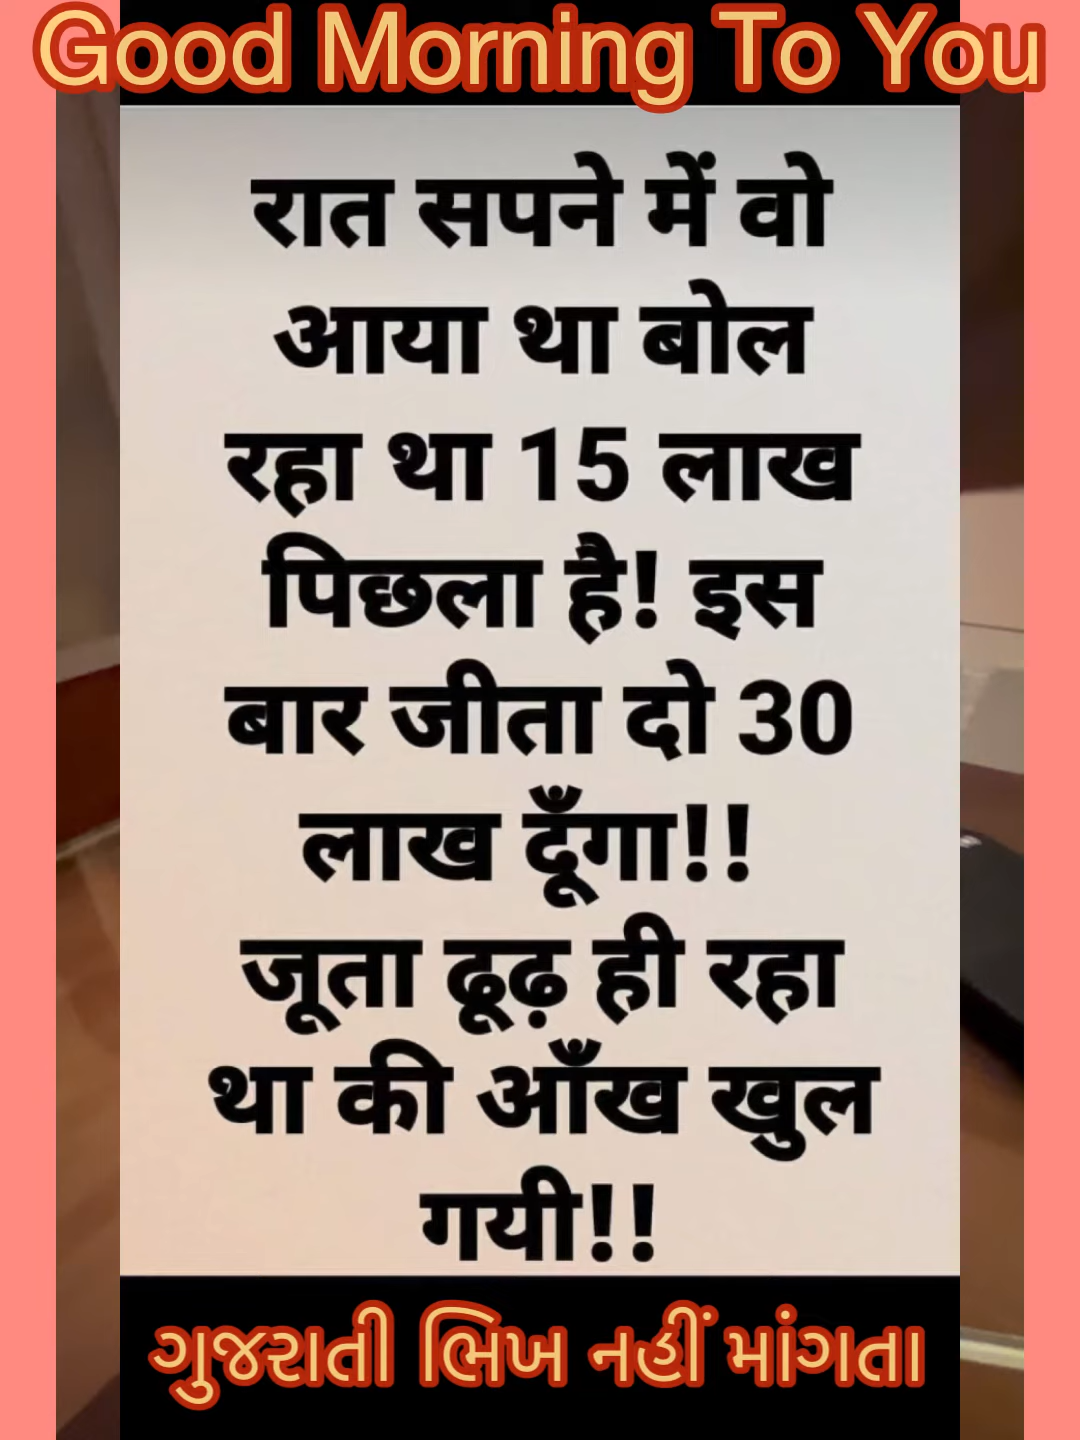 Good Morning To You
रात सपने में वो
आया था बोल
रहा था 15 लाख
पिछला है! इस
बार जीता दो 30
लाख दूँगा!!
जूता ढूढ़ ही रहा
था की आँख खुल
गयी!!
ગુજરાતી ભિખ નહીં માંગતા